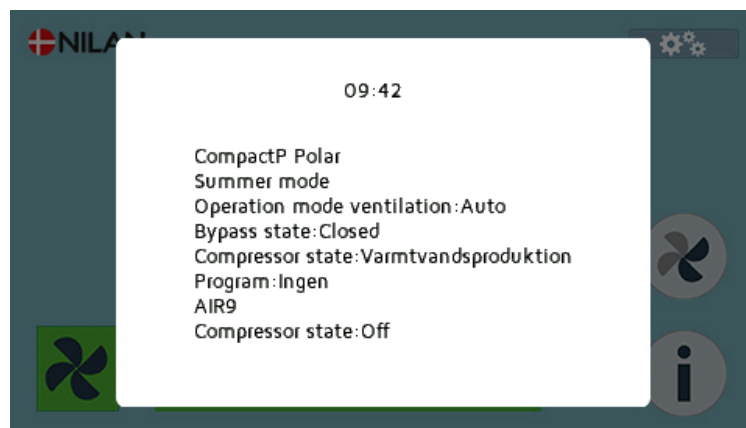 NILAN
09:42
CompactP Polar
Summer mode
Operation mode ventilation:Auto
Bypass state:Closed
Compressor state:Varmtvandsproduktion
Program:Ingen
AIR9
Compressor state:Off